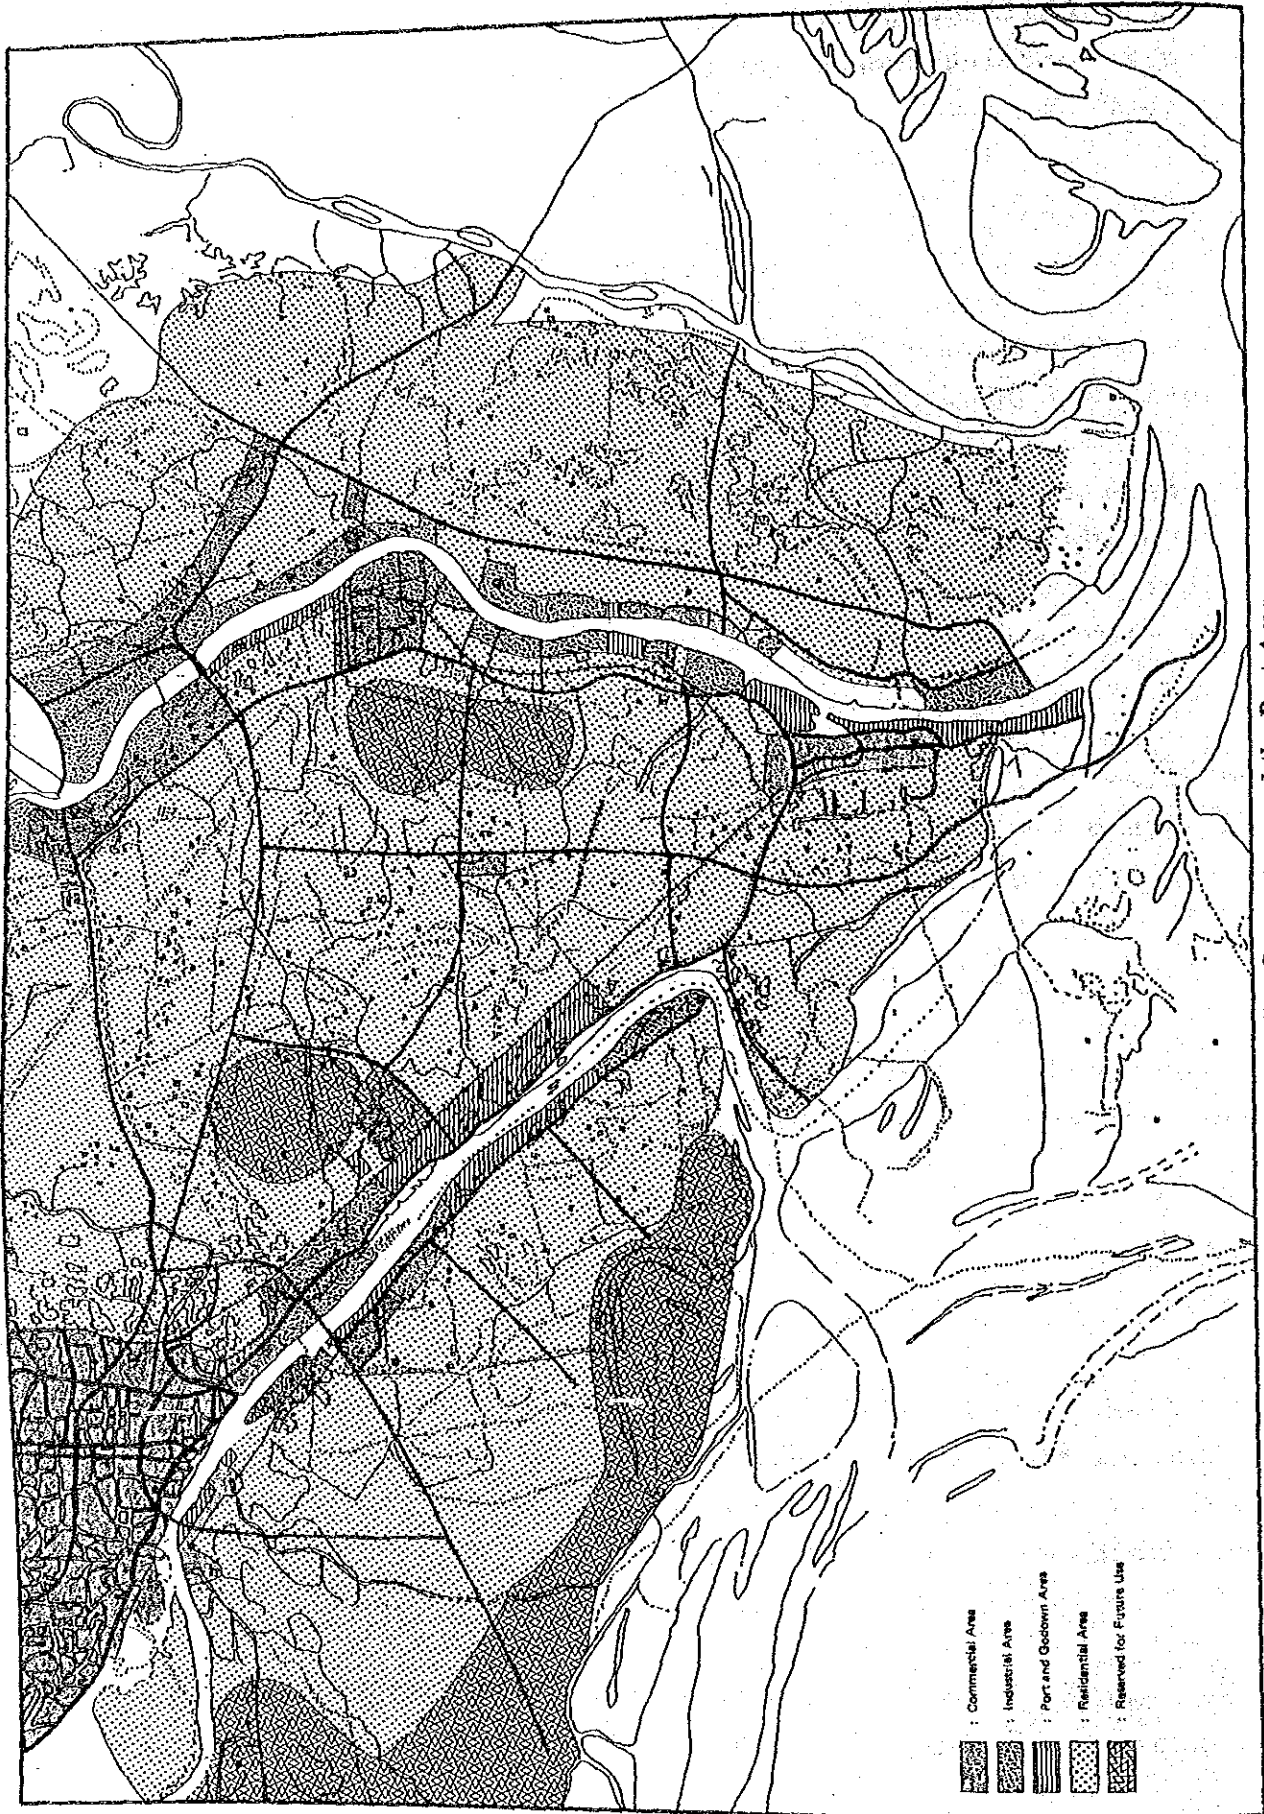 : Commercial Area
: Industrial Area
: Port and Godown Area
: Residential Area
: Reserved for Future Use